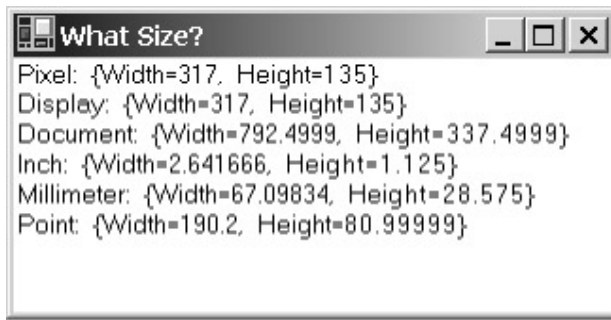 What Size?
Pixel: {Width=317, Height=135}
Display: {Width=317, Height=135}
Document: {Width=792.4999, Height=337.4999}
Inch: {Width=2.641666, Height=1.125}
Millimeter: {Width=67.09834, Height=28.575}
Point: {Width=190.2, Height=80.99999}